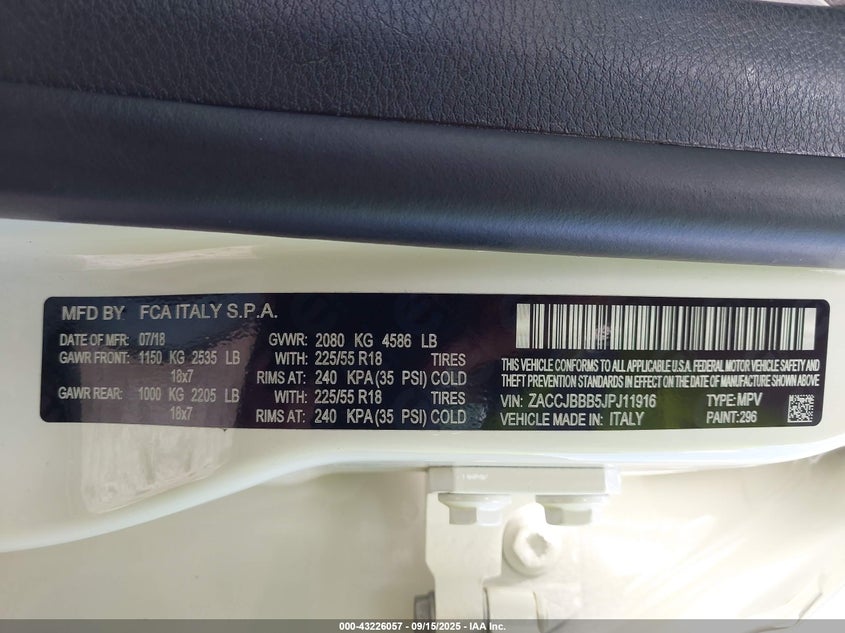 MFD BY FCA ITALY S.P.A.
DATE OF MFR: 07/18 GVWR: 2080 KG 4586 LB
GAWR FRONT: 1150 KG 2535 LB WITH: 225/55 R18 TIRES
18x7 RIMS AT: 240 KPA(35 PSI) COLD
GAWR REAR: 1000 KG 2205 LB WITH: 225/55 R18 TIRES
18x7 RIMS AT: 240 KPA(35 PSI) COLD
THIS VEHICLE CONFORMS TO ALL APPLICABLE U.S.A. FEDERAL MOTOR VEHICLE SAFETY AND
THEFT PREVENTION STANDARDS IN EFFECT ON THE DATE OF MANUFACTURE SHOWN ABOVE
VIN: ZACCJBBB5JPJ11916 TYPE: MPV
VEHICLE MADE IN: ITALY PAINT: 296
000-43226057 - 09/15/2025 - IAA Inc.